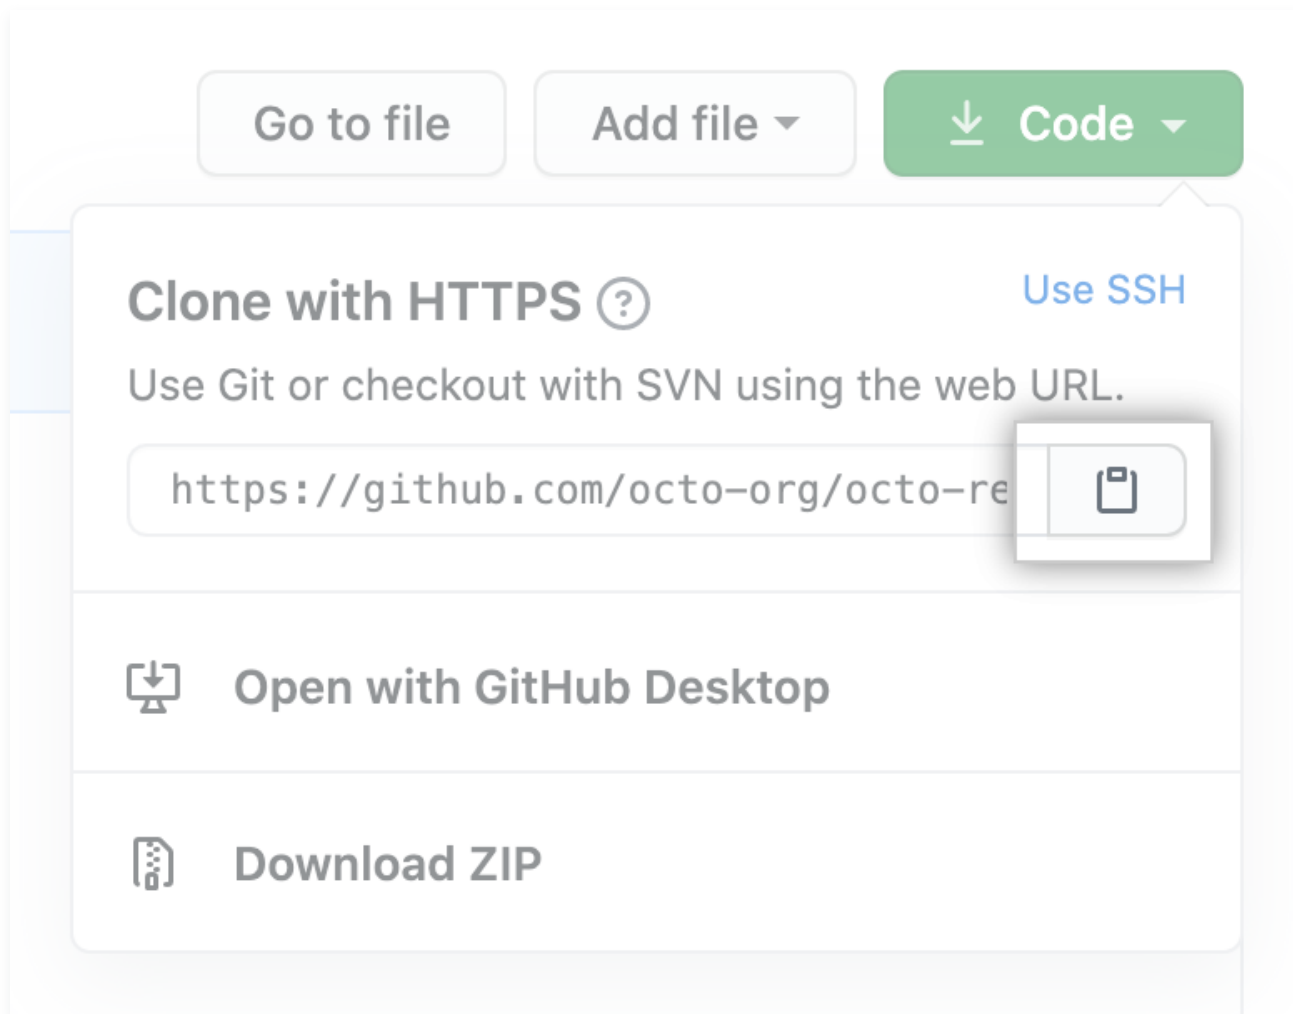 Go to file
Add file
Code
Clone with HTTPS
Use SSH
Use Git or checkout with SVN using the web URL.
https://github.com/octo-org/octo-re
Open with GitHub Desktop
Download ZIP